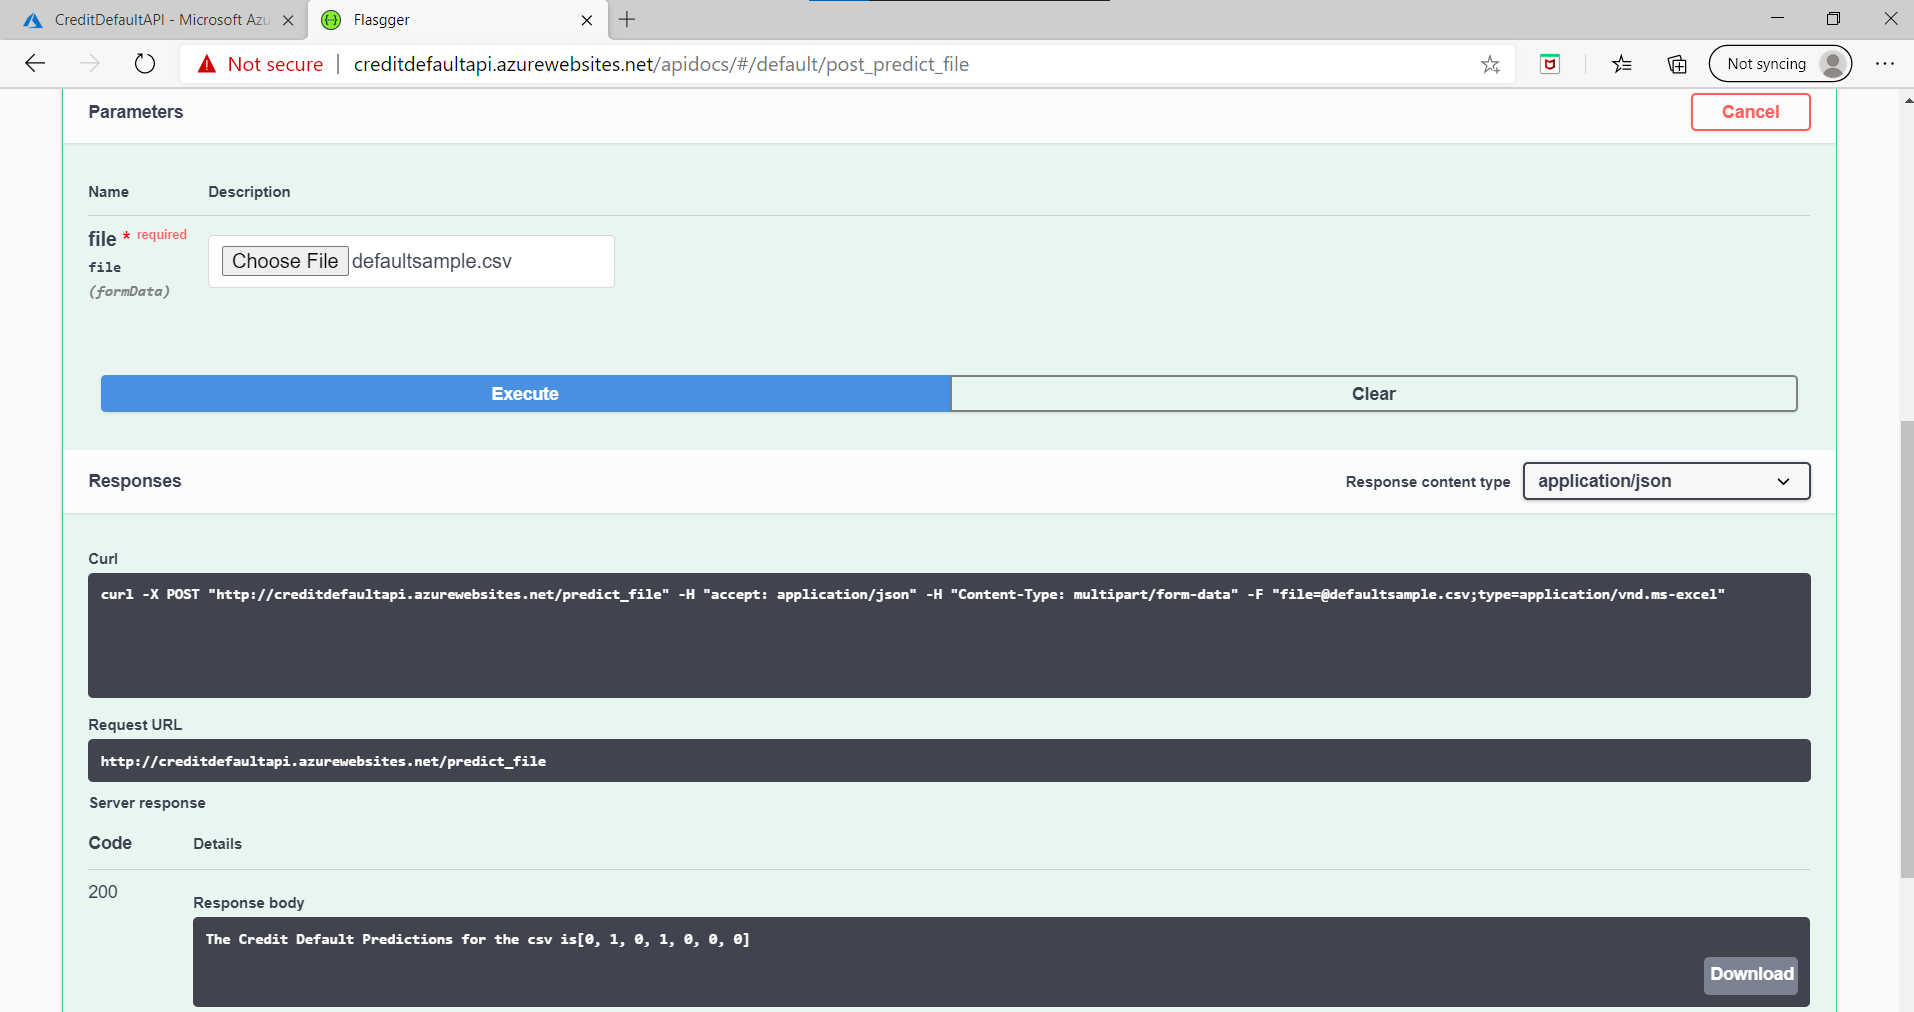 CreditDefaultAPI - Microsoft Azu
Flasgger
Not secure
creditdefaultapi.azurewebsites.net/apidocs/#/default/post_predict_file
Not syncing
Parameters
Cancel
Name
Description
file * required
file
(formData)
Choose File defaultsample.csv
Execute
Clear
Responses
Response content type
application/json
Curl
curl -X POST "http://creditdefaultapi.azurewebsites.net/predict_file" -H "accept: application/json" -H "Content-Type: multipart/form-data" -F "file=@defaultsample.csv;type=application/vnd.ms-excel"
Request URL
http://creditdefaultapi.azurewebsites.net/predict_file
Server response
Code
Details
200
Response body
The Credit Default Predictions for the csv is[0, 1, 0, 1, 0, 0, 0]
Download